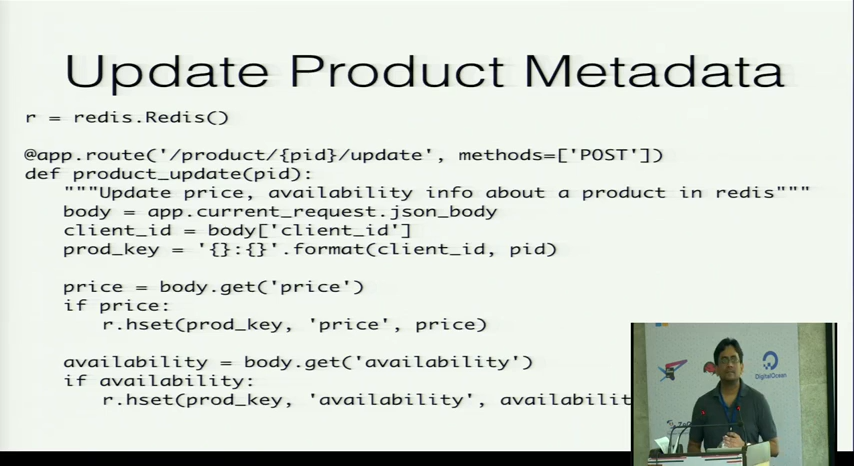 Update Product Metadata
r = redis.Redis()
@app.route('/product/{pid}/update', methods=['POST'])
def product_update(pid):
"""Update price, availability info about a product in redis"""
body = app.current_request.json_body
client_id = body['client_id']
prod_key = '{}:{}'.format(client_id, pid)
price = body.get('price')
if price:
r.hset(prod_key, 'price', price)
availability = body.get('availability')
if availability:
r.hset(prod_key, 'availability', availabilit
DigitalOcean